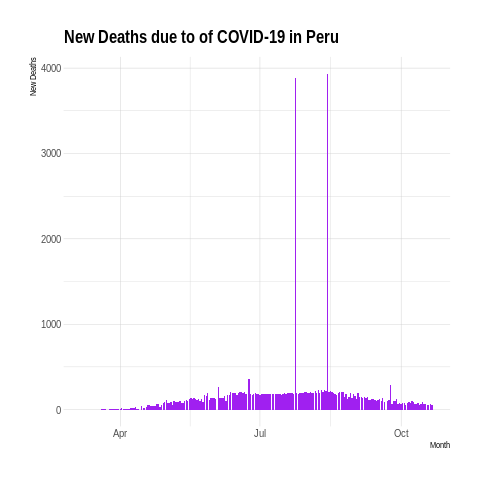 New Deaths due to of COVID-19 in Peru
New Deaths
4000
3000
2000
1000
0
Apr
Jul
Oct
Month